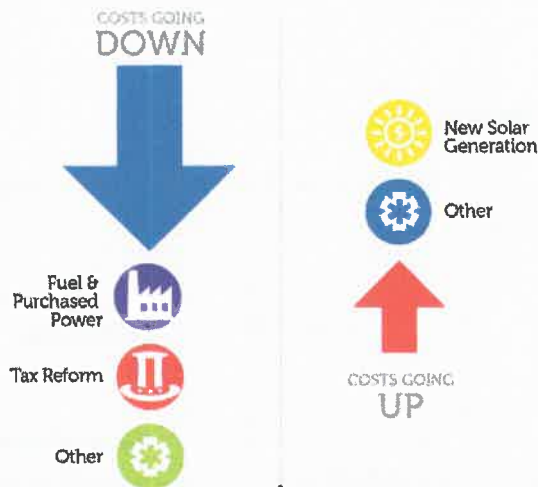 COSTS GOING
DOWN
Fuel &
Purchased
Power
Tax Reform
Other
New Solar
Generation
Other
COSTS GOING
UP